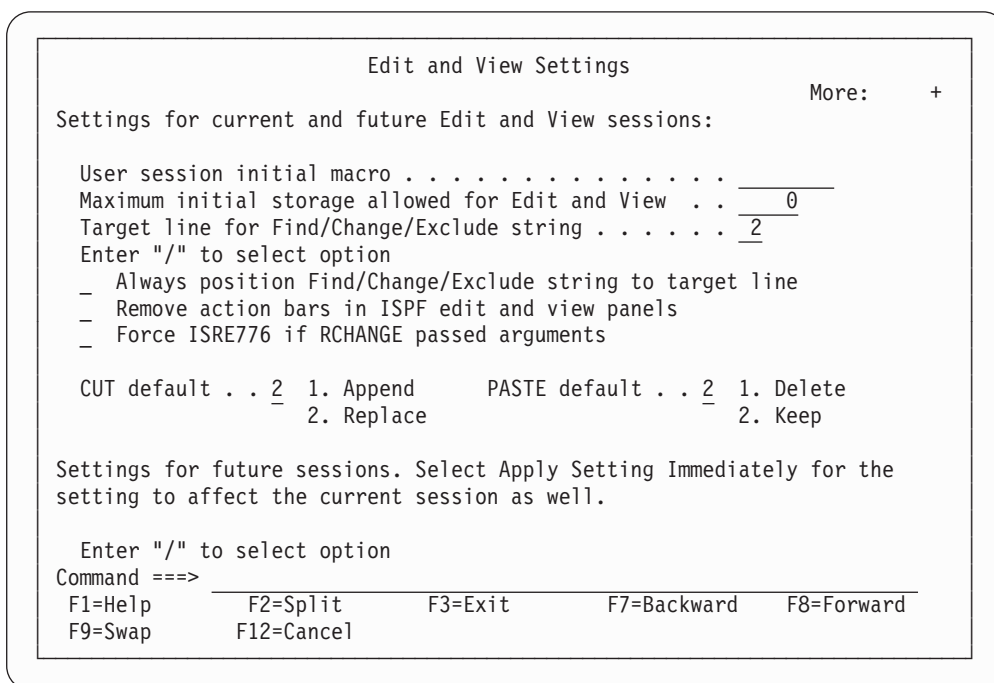 Edit and View Settings
More:     +
Settings for current and future Edit and View sessions:
User session initial macro . . . . . . . . . . . . . . ________
Maximum initial storage allowed for Edit and View  . . 0
Target line for Find/Change/Exclude string . . . . . . 2
Enter "/" to select option
_  Always position Find/Change/Exclude string to target line
_  Remove action bars in ISPF edit and view panels
_  Force ISRE776 if RCHANGE passed arguments
CUT default . . 2  1. Append     PASTE default . . 2  1. Delete
2. Replace     2. Keep
Settings for future sessions. Select Apply Setting Immediately for the
setting to affect the current session as well.
Enter "/" to select option
Command ===>
F1=Help     F2=Split     F3=Exit     F7=Backward     F8=Forward
F9=Swap     F12=Cancel